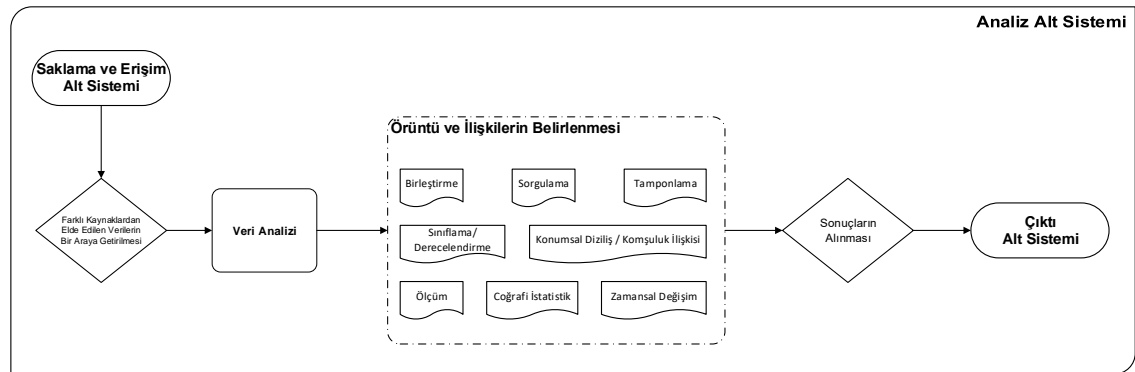 Analiz Alt Sistemi
Saklama ve Erişim
Alt Sistemi
Farklı Kaynaklardan
Elde Edilen Verilerin
Bir Araya Getirilmesi
Veri Analizi
Örüntü ve İlişkilerin Belirlenmesi
Birleştirme
Sorgulama
Tamponlama
Sınıflama/
Derecelendirme
Konumsal Diziliş / Komşuluk İlişkisi
Ölçüm
Coğrafi İstatistik
Zamansal Değişim
Sonuçların
Alınması
Çıktı
Alt Sistemi